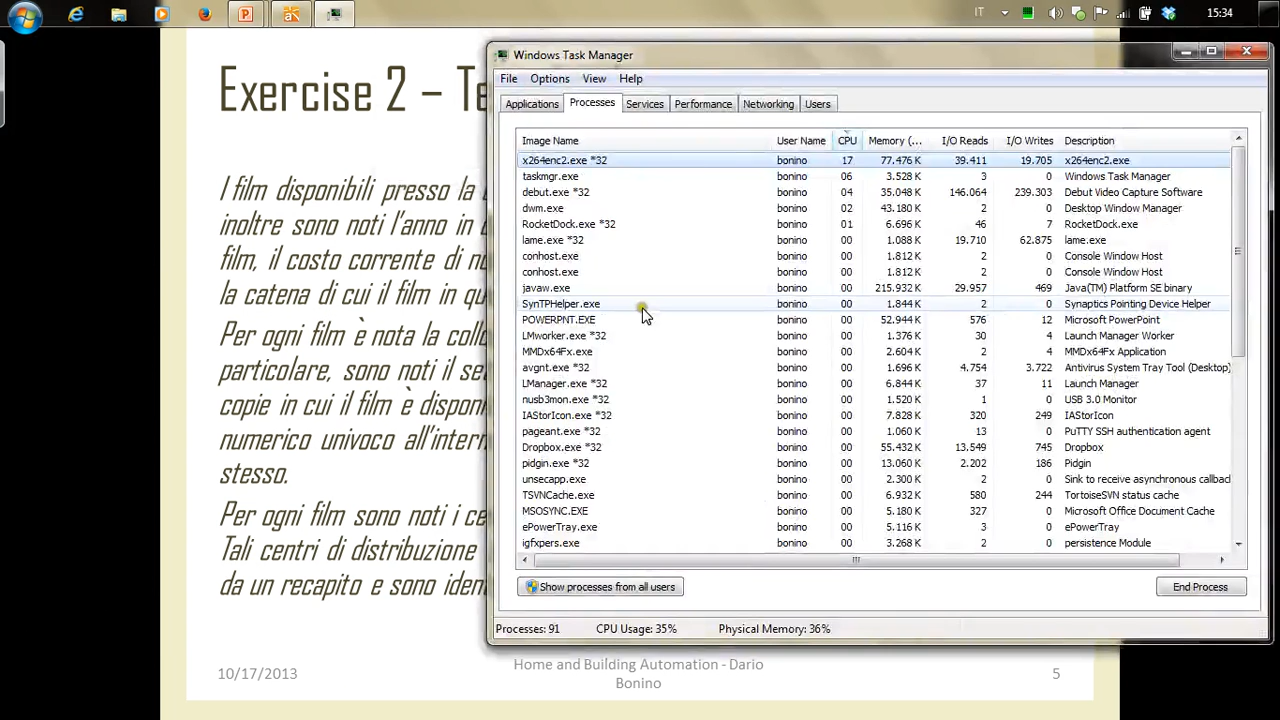 IT
15:34
Exercise 2 – Te
I film disponibili presso la
inoltre sono noti l'anno in
film, il costo corrente di
la catena di cui il film in
Per ogni film è nota la
particolare, sono noti il
copie in cui il film è
numerico univoco
stesso.
Per ogni film sono noti i
Tali centri di distribuzione
da un recapito e sono
10/17/2013
Home and Building Automation - Dario
Bonino
5
Windows Task Manager
File Options View Help
Applications Processes Services Performance Networking Users
Image Name User Name CPU Memory (... I/O Reads I/O Writes Description
x264enc2.exe *32 bonino 17 77.476 K 39.411 19.705 x264enc2.exe
taskmgr.exe bonino 06 3.528 K 3 0 Windows Task Manager
debut.exe *32 bonino 04 35.048 K 146.064 239.303 Debut Video Capture Software
dwm.exe bonino 02 43.180 K 2 0 Desktop Window Manager
RocketDock.exe *32 bonino 01 6.696 K 46 7 RocketDock.exe
lame.exe *32 bonino 00 1.088 K 19.710 62.875 lame.exe
conhost.exe bonino 00 1.812 K 2 0 Console Window Host
conhost.exe bonino 00 1.812 K 2 0 Console Window Host
javaw.exe bonino 00 215.932 K 29.957 469 Java(TM) Platform SE binary
SynTPHelper.exe bonino 00 1.844 K 2 0 Synaptics Pointing Device Helper
POWERPNT.EXE bonino 00 52.944 K 576 12 Microsoft PowerPoint
LMworker.exe *32 bonino 00 1.376 K 30 4 Launch Manager Worker
MMDx64Fx.exe bonino 00 2.604 K 2 4 MMDx64Fx Application
avgnt.exe *32 bonino 00 1.696 K 4.754 3.722 Antivirus System Tray Tool (Desktop)
LManager.exe *32 bonino 00 6.844 K 37 11 Launch Manager
nusb3mon.exe *32 bonino 00 1.520 K 1 0 USB 3.0 Monitor
IAStorIcon.exe *32 bonino 00 7.828 K 320 249 IAStorIcon
pageant.exe *32 bonino 00 1.060 K 13 0 PuTTY SSH authentication agent
Dropbox.exe *32 bonino 00 55.432 K 13.549 745 Dropbox
pidgin.exe *32 bonino 00 13.060 K 2.202 186 Pidgin
unsecapp.exe bonino 00 2.300 K 2 0 Sink to receive asynchronous callback
TSVNCache.exe bonino 00 6.932 K 580 244 TortoiseSVN status cache
MSOSYNC.EXE bonino 00 5.180 K 327 0 Microsoft Office Document Cache
ePowerTray.exe bonino 00 5.116 K 3 0 ePowerTray
igfxpers.exe bonino 00 3.268 K 2 0 persistence Module
Show processes from all users
End Process
Processes: 91 CPU Usage: 35% Physical Memory: 36%